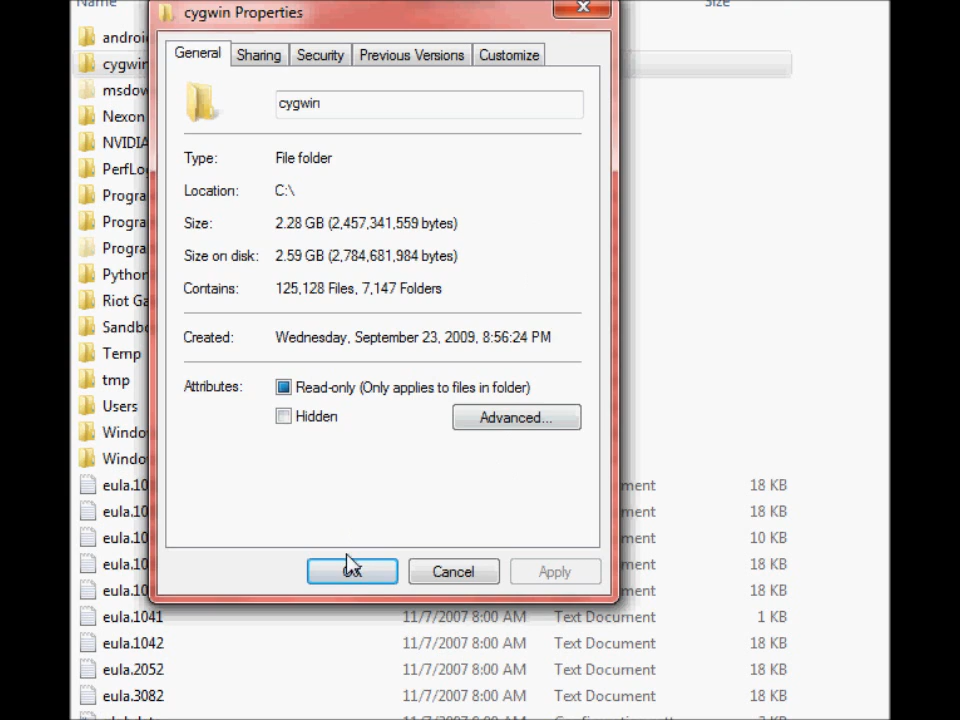 Name
Size
cygwin Properties
General
Sharing
Security
Previous Versions
Customize
cygwin
Type: File folder
Location: C:\
Size: 2.28 GB (2,457,341,559 bytes)
Size on disk: 2.59 GB (2,784,681,984 bytes)
Contains: 125,128 Files, 7,147 Folders
Created: Wednesday, September 23, 2009, 8:56:24 PM
Attributes: Read-only (Only applies to files in folder)
Hidden
Advanced...
OK
Cancel
Apply
androi
cygwin
msdow
Nexon
NVIDIA
PerfLo
Progra
Progra
Progra
Python
Riot Ga
Sandbo
Temp
tmp
Users
Windo
Windo
eula.10 ment 18 KB
eula.10 ment 18 KB
eula.10 ment 10 KB
eula.10 ment 18 KB
eula.10 ment 18 KB
eula.1041 11/7/2007 8:00 AM Text Document 1 KB
eula.1042 11/7/2007 8:00 AM Text Document 18 KB
eula.2052 11/7/2007 8:00 AM Text Document 18 KB
eula.3082 11/7/2007 8:00 AM Text Document 18 KB